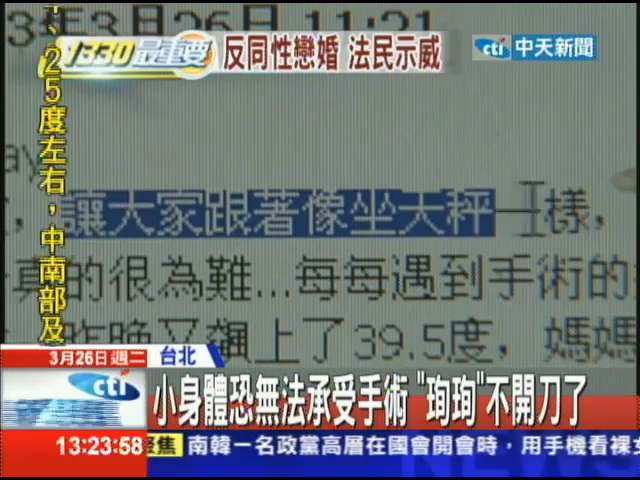 3年3月26日 11:21
1330最重要
反同性戀婚 法民示威
cti 中天新聞
25度左右，中南部及
讓大家跟著像坐天秤一樣，
真的很為難...每每遇到手術的
昨晚又飆上了39.5度，媽媽
3月26日週二
台北
cti
小身體恐無法承受手術 "珣珣"不開刀了
13:23:58
聚焦
南韓一名政黨高層在國會開會時，用手機看裸女